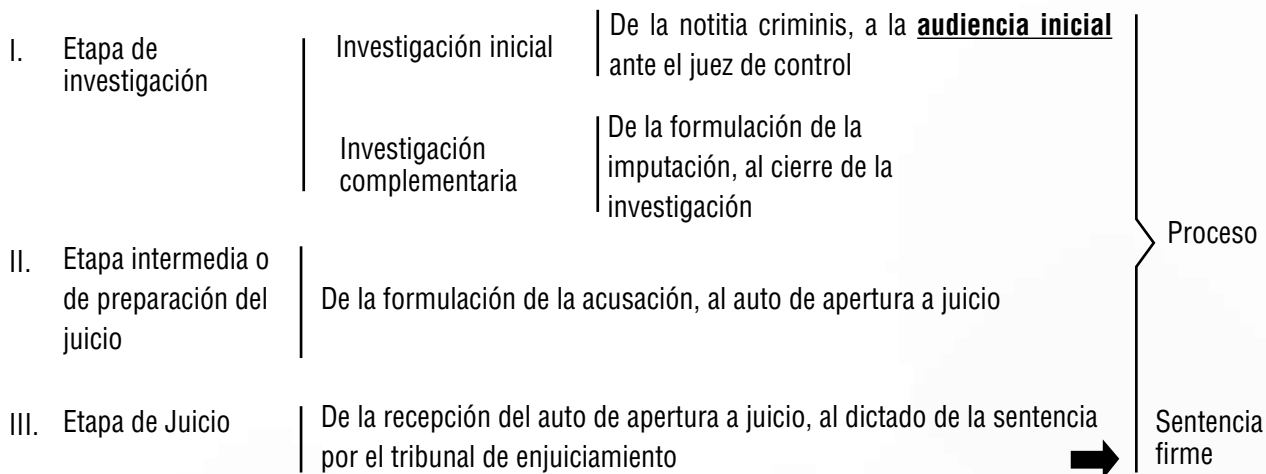 I. Etapa de
investigación
Investigación inicial
De la notitia criminis, a la audiencia inicial
ante el juez de control
Investigación
complementaria
De la formulación de la
imputación, al cierre de la
investigación
II. Etapa intermedia o
de preparación del
juicio
De la formulación de la acusación, al auto de apertura a juicio
III. Etapa de Juicio
De la recepción del auto de apertura a juicio, al dictado de la sentencia
por el tribunal de enjuiciamiento
Proceso
Sentencia
firme